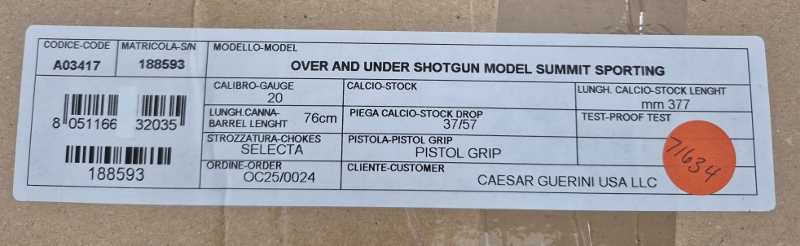 CODICE-CODE
A03417
MATRICOLA-S/N
188593
MODELLO-MODEL
OVER AND UNDER SHOTGUN MODEL SUMMIT SPORTING
8 051166 32035
188593
CALIBRO-GAUGE
20
CALCIO-STOCK
LUNGH. CALCIO-STOCK LENGHT
mm 377
LUNGH.CANNA-
BARREL LENGHT
76cm
PIEGA CALCIO-STOCK DROP
37/57
TEST-PROOF TEST
STROZZATURA-CHOKES
SELECTA
PISTOLA-PISTOL GRIP
PISTOL GRIP
71634
ORDINE-ORDER
OC25/0024
CLIENTE-CUSTOMER
CAESAR GUERINI USA LLC